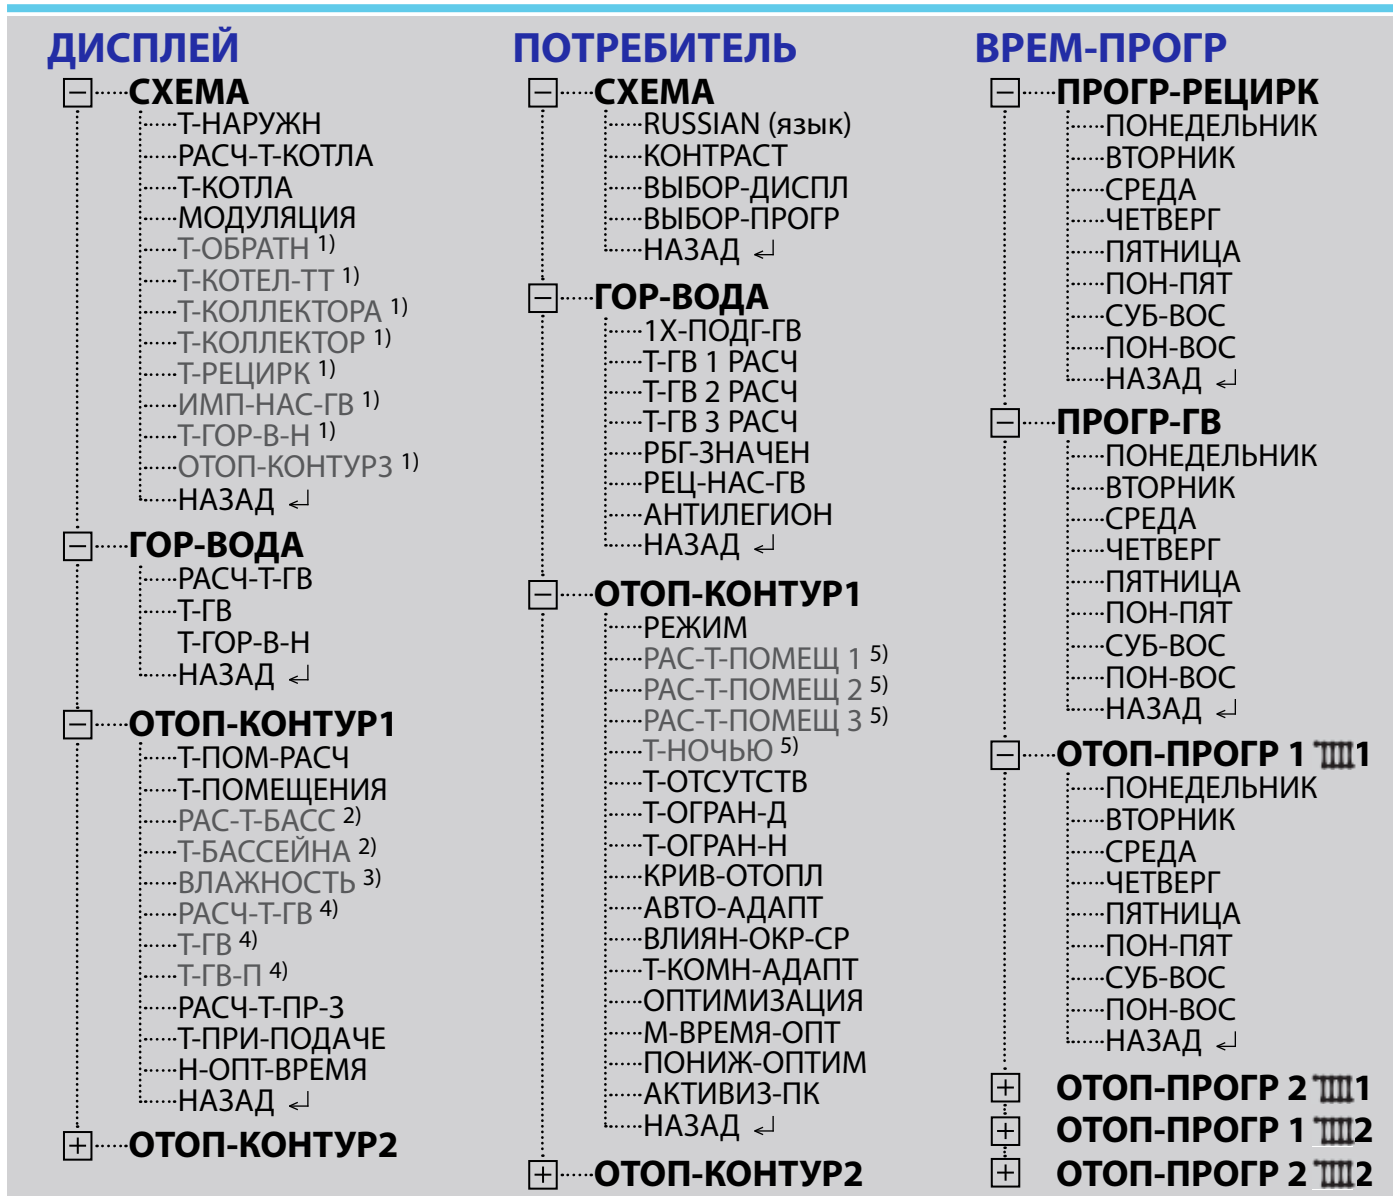 ДИСПЛЕЙ
СХЕМА
Т-НАРУЖН
РАСЧ-Т-КОТЛА
Т-КОТЛА
МОДУЛЯЦИЯ
Т-ОБРАТН 1)
Т-КОТЕЛ-ТТ 1)
Т-КОЛЛЕКТОРА 1)
Т-КОЛЛЕКТОР 1)
Т-РЕЦИРК 1)
ИМП-НАС-ГВ 1)
Т-ГОР-В-Н 1)
ОТОП-КОНТУР3 1)
НАЗАД ↵
ГОР-ВОДА
РАСЧ-Т-ГВ
Т-ГВ
Т-ГОР-В-Н
НАЗАД ↵
ОТОП-КОНТУР1
Т-ПОМ-РАСЧ
Т-ПОМЕЩЕНИЯ
РАС-Т-БАСС 2)
Т-БАССЕЙНА 2)
ВЛАЖНОСТЬ 3)
РАСЧ-Т-ГВ 4)
Т-ГВ 4)
Т-ГВ-П 4)
РАСЧ-Т-ПР-З
Т-ПРИ-ПОДАЧЕ
Н-ОПТ-ВРЕМЯ
НАЗАД ↵
ОТОП-КОНТУР2
ПОТРЕБИТЕЛЬ
СХЕМА
RUSSIAN (язык)
КОНТРАСТ
ВЫБОР-ДИСПЛ
ВЫБОР-ПРОГР
НАЗАД ↵
ГОР-ВОДА
1Х-ПОДГ-ГВ
Т-ГВ 1 РАСЧ
Т-ГВ 2 РАСЧ
Т-ГВ 3 РАСЧ
РБГ-ЗНАЧЕН
РЕЦ-НАС-ГВ
АНТИЛЕГИОН
НАЗАД ↵
ОТОП-КОНТУР1
РЕЖИМ
РАС-Т-ПОМЕЩ 1 5)
РАС-Т-ПОМЕЩ 2 5)
РАС-Т-ПОМЕЩ 3 5)
Т-НОЧЬЮ 5)
Т-ОТСУТСТВ
Т-ОГРАН-Д
Т-ОГРАН-Н
КРИВ-ОТОПЛ
АВТО-АДАПТ
ВЛИЯН-ОКР-СР
Т-КОМН-АДАПТ
ОПТИМИЗАЦИЯ
М-ВРЕМЯ-ОПТ
ПОНИЖ-ОПТИМ
АКТИВИЗ-ПК
НАЗАД ↵
ОТОП-КОНТУР2
ВРЕМ-ПРОГР
ПРОГР-РЕЦИРК
ПОНЕДЕЛЬНИК
ВТОРНИК
СРЕДА
ЧЕТВЕРГ
ПЯТНИЦА
ПОН-ПЯТ
СУБ-ВОС
ПОН-ВОС
НАЗАД ↵
ПРОГР-ГВ
ПОНЕДЕЛЬНИК
ВТОРНИК
СРЕДА
ЧЕТВЕРГ
ПЯТНИЦА
ПОН-ПЯТ
СУБ-ВОС
ПОН-ВОС
НАЗАД ↵
ОТОП-ПРОГР 1 1
ПОНЕДЕЛЬНИК
ВТОРНИК
СРЕДА
ЧЕТВЕРГ
ПЯТНИЦА
ПОН-ПЯТ
СУБ-ВОС
ПОН-ВОС
НАЗАД ↵
ОТОП-ПРОГР 2 1
ОТОП-ПРОГР 1 2
ОТОП-ПРОГР 2 2